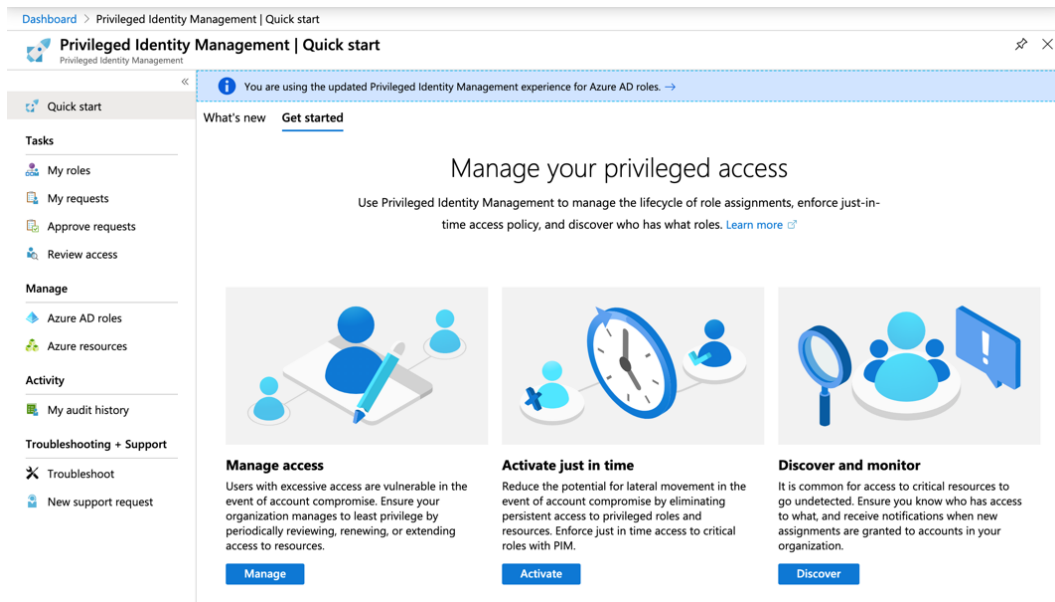 Dashboard > Privileged Identity Management | Quick start
Privileged Identity Management | Quick start
Privileged Identity Management
«
Quick start
Tasks
My roles
My requests
Approve requests
Review access
Manage
Azure AD roles
Azure resources
Activity
My audit history
Troubleshooting + Support
Troubleshoot
New support request
You are using the updated Privileged Identity Management experience for Azure AD roles. →
What's new Get started
Manage your privileged access
Use Privileged Identity Management to manage the lifecycle of role assignments, enforce just-in-
time access policy, and discover who has what roles. Learn more
Manage access
Users with excessive access are vulnerable in the
event of account compromise. Ensure your
organization manages to least privilege by
periodically reviewing, renewing, or extending
access to resources.
Manage
Activate just in time
Reduce the potential for lateral movement in the
event of account compromise by eliminating
persistent access to privileged roles and
resources. Enforce just in time access to critical
roles with PIM.
Activate
Discover and monitor
It is common for access to critical resources to
go undetected. Ensure you know who has access
to what, and receive notifications when new
assignments are granted to accounts in your
organization.
Discover